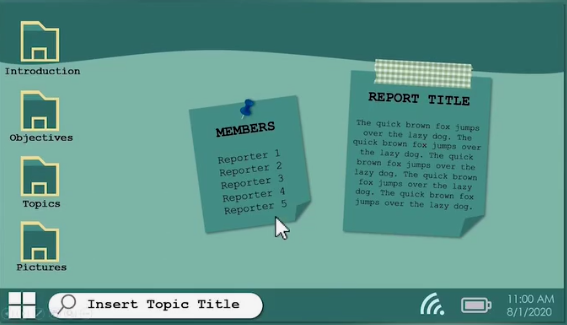 Introduction
Objectives
Topics
Pictures
MEMBERS
Reporter 1
Reporter 2
Reporter 3
Reporter 4
Reporter 5
REPORT TITLE
The quick brown fox jumps
over the lazy dog. The
quick brown fox jumps over
the lazy dog. The quick
brown fox jumps over the
lazy dog. The quick brown
fox jumps over the lazy
dog. The quick brown fox
jumps over the lazy dog.
Insert Topic Title
11:00 AM
8/1/2020